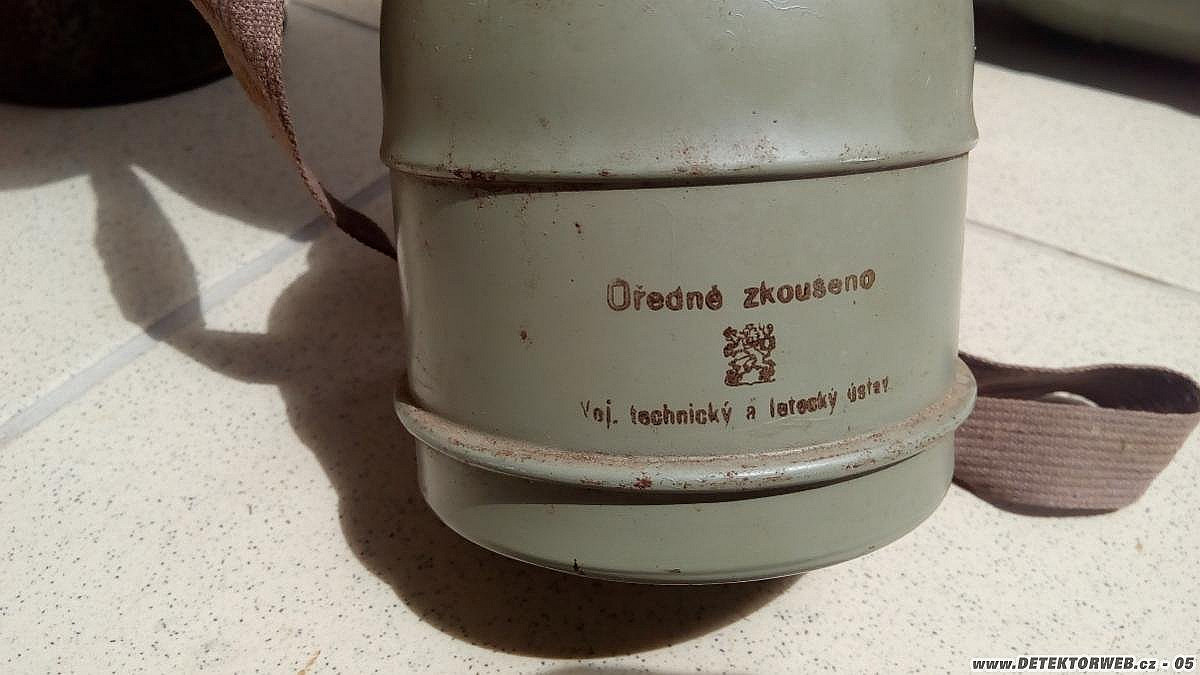 Úředně zkoušeno
Voj. technický a letecký ústav
www.DETEKTORWEB.cz - 05